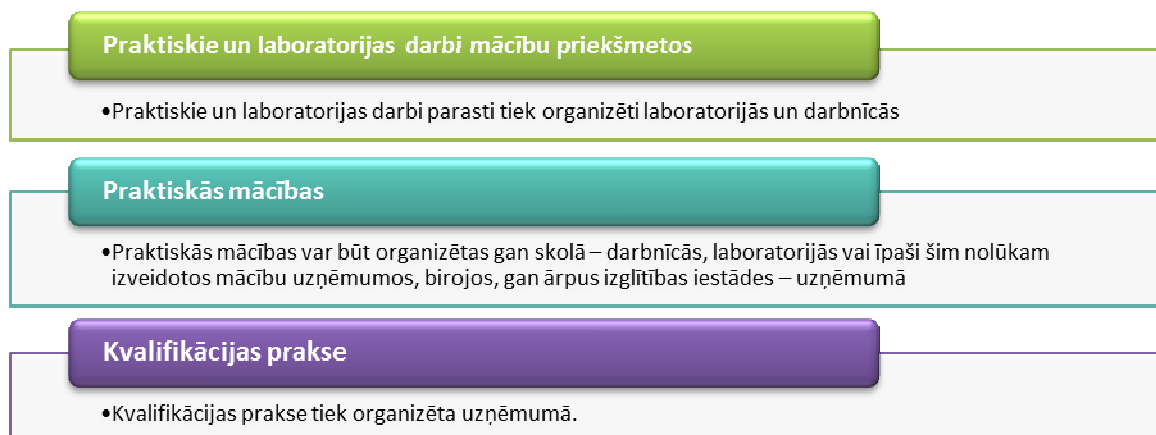 Praktiskie un laboratorijas darbi mācību priekšmetos
•Praktiskie un laboratorijas darbi parasti tiek organizēti laboratorijās un darbnīcās
Praktiskās mācības
•Praktiskās mācības var būt organizētas gan skolā – darbnīcās, laboratorijās vai īpaši šim nolūkam
izveidotos mācību uzņēmumos, birojos, gan ārpus izglītības iestādes – uzņēmumā
Kvalifikācijas prakse
•Kvalifikācijas prakse tiek organizēta uzņēmumā.